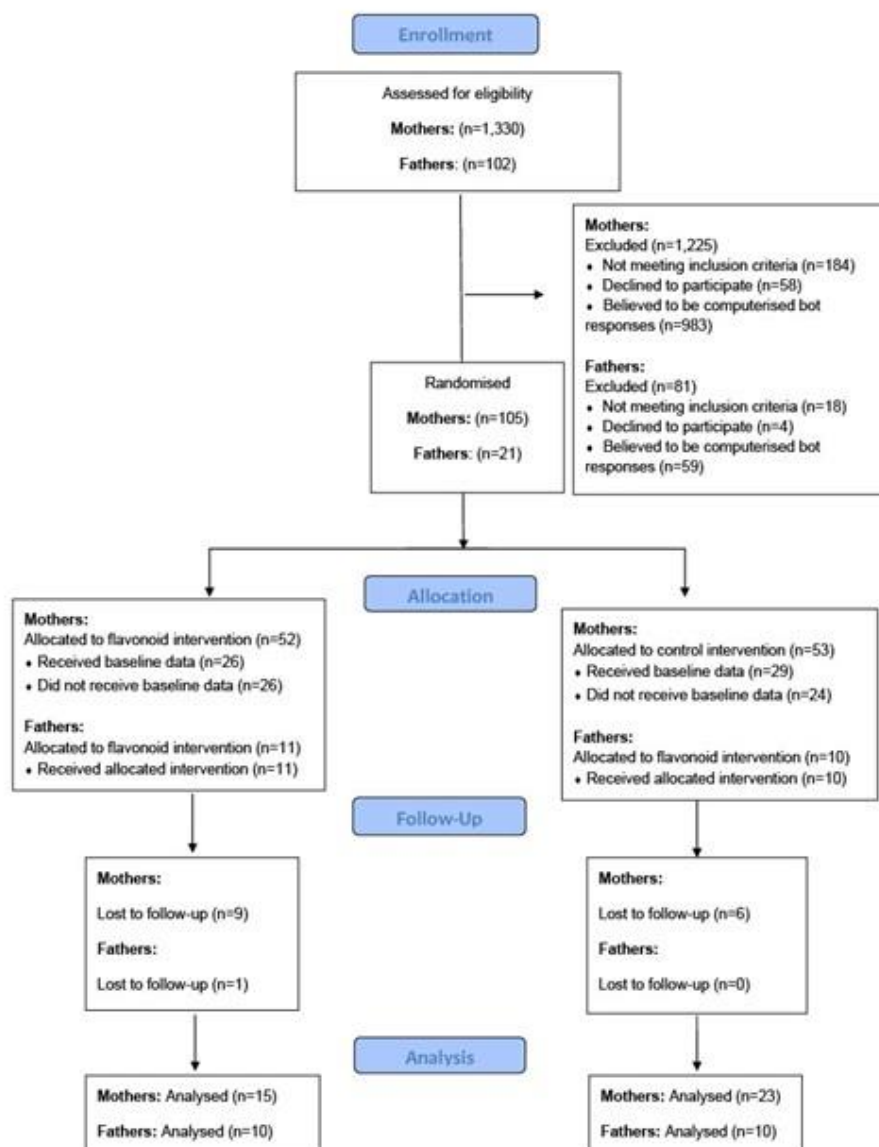 Enrollment
Assessed for eligibility
Mothers: (n=1,330)
Fathers: (n=102)
Mothers:
Excluded (n=1,225)
♦ Not meeting inclusion criteria (n=184)
♦ Declined to participate (n=58)
♦ Believed to be computerised bot
responses (n=983)
Fathers:
Excluded (n=81)
♦ Not meeting inclusion criteria (n=18)
♦ Declined to participate (n=4)
♦ Believed to be computerised bot
responses (n=59)
Randomised
Mothers: (n=105)
Fathers: (n=21)
Allocation
Mothers:
Allocated to flavonoid intervention (n=52)
♦ Received baseline data (n=26)
♦ Did not receive baseline data (n=26)
Fathers:
Allocated to flavonoid intervention (n=11)
♦ Received allocated intervention (n=11)
Mothers:
Allocated to control intervention (n=53)
♦ Received baseline data (n=29)
♦ Did not receive baseline data (n=24)
Fathers:
Allocated to flavonoid intervention (n=10)
♦ Received allocated intervention (n=10)
Follow-Up
Mothers:
Lost to follow-up (n=9)
Fathers:
Lost to follow-up (n=1)
Mothers:
Lost to follow-up (n=6)
Fathers:
Lost to follow-up (n=0)
Analysis
Mothers: Analysed (n=15)
Fathers: Analysed (n=10)
Mothers: Analysed (n=23)
Fathers: Analysed (n=10)